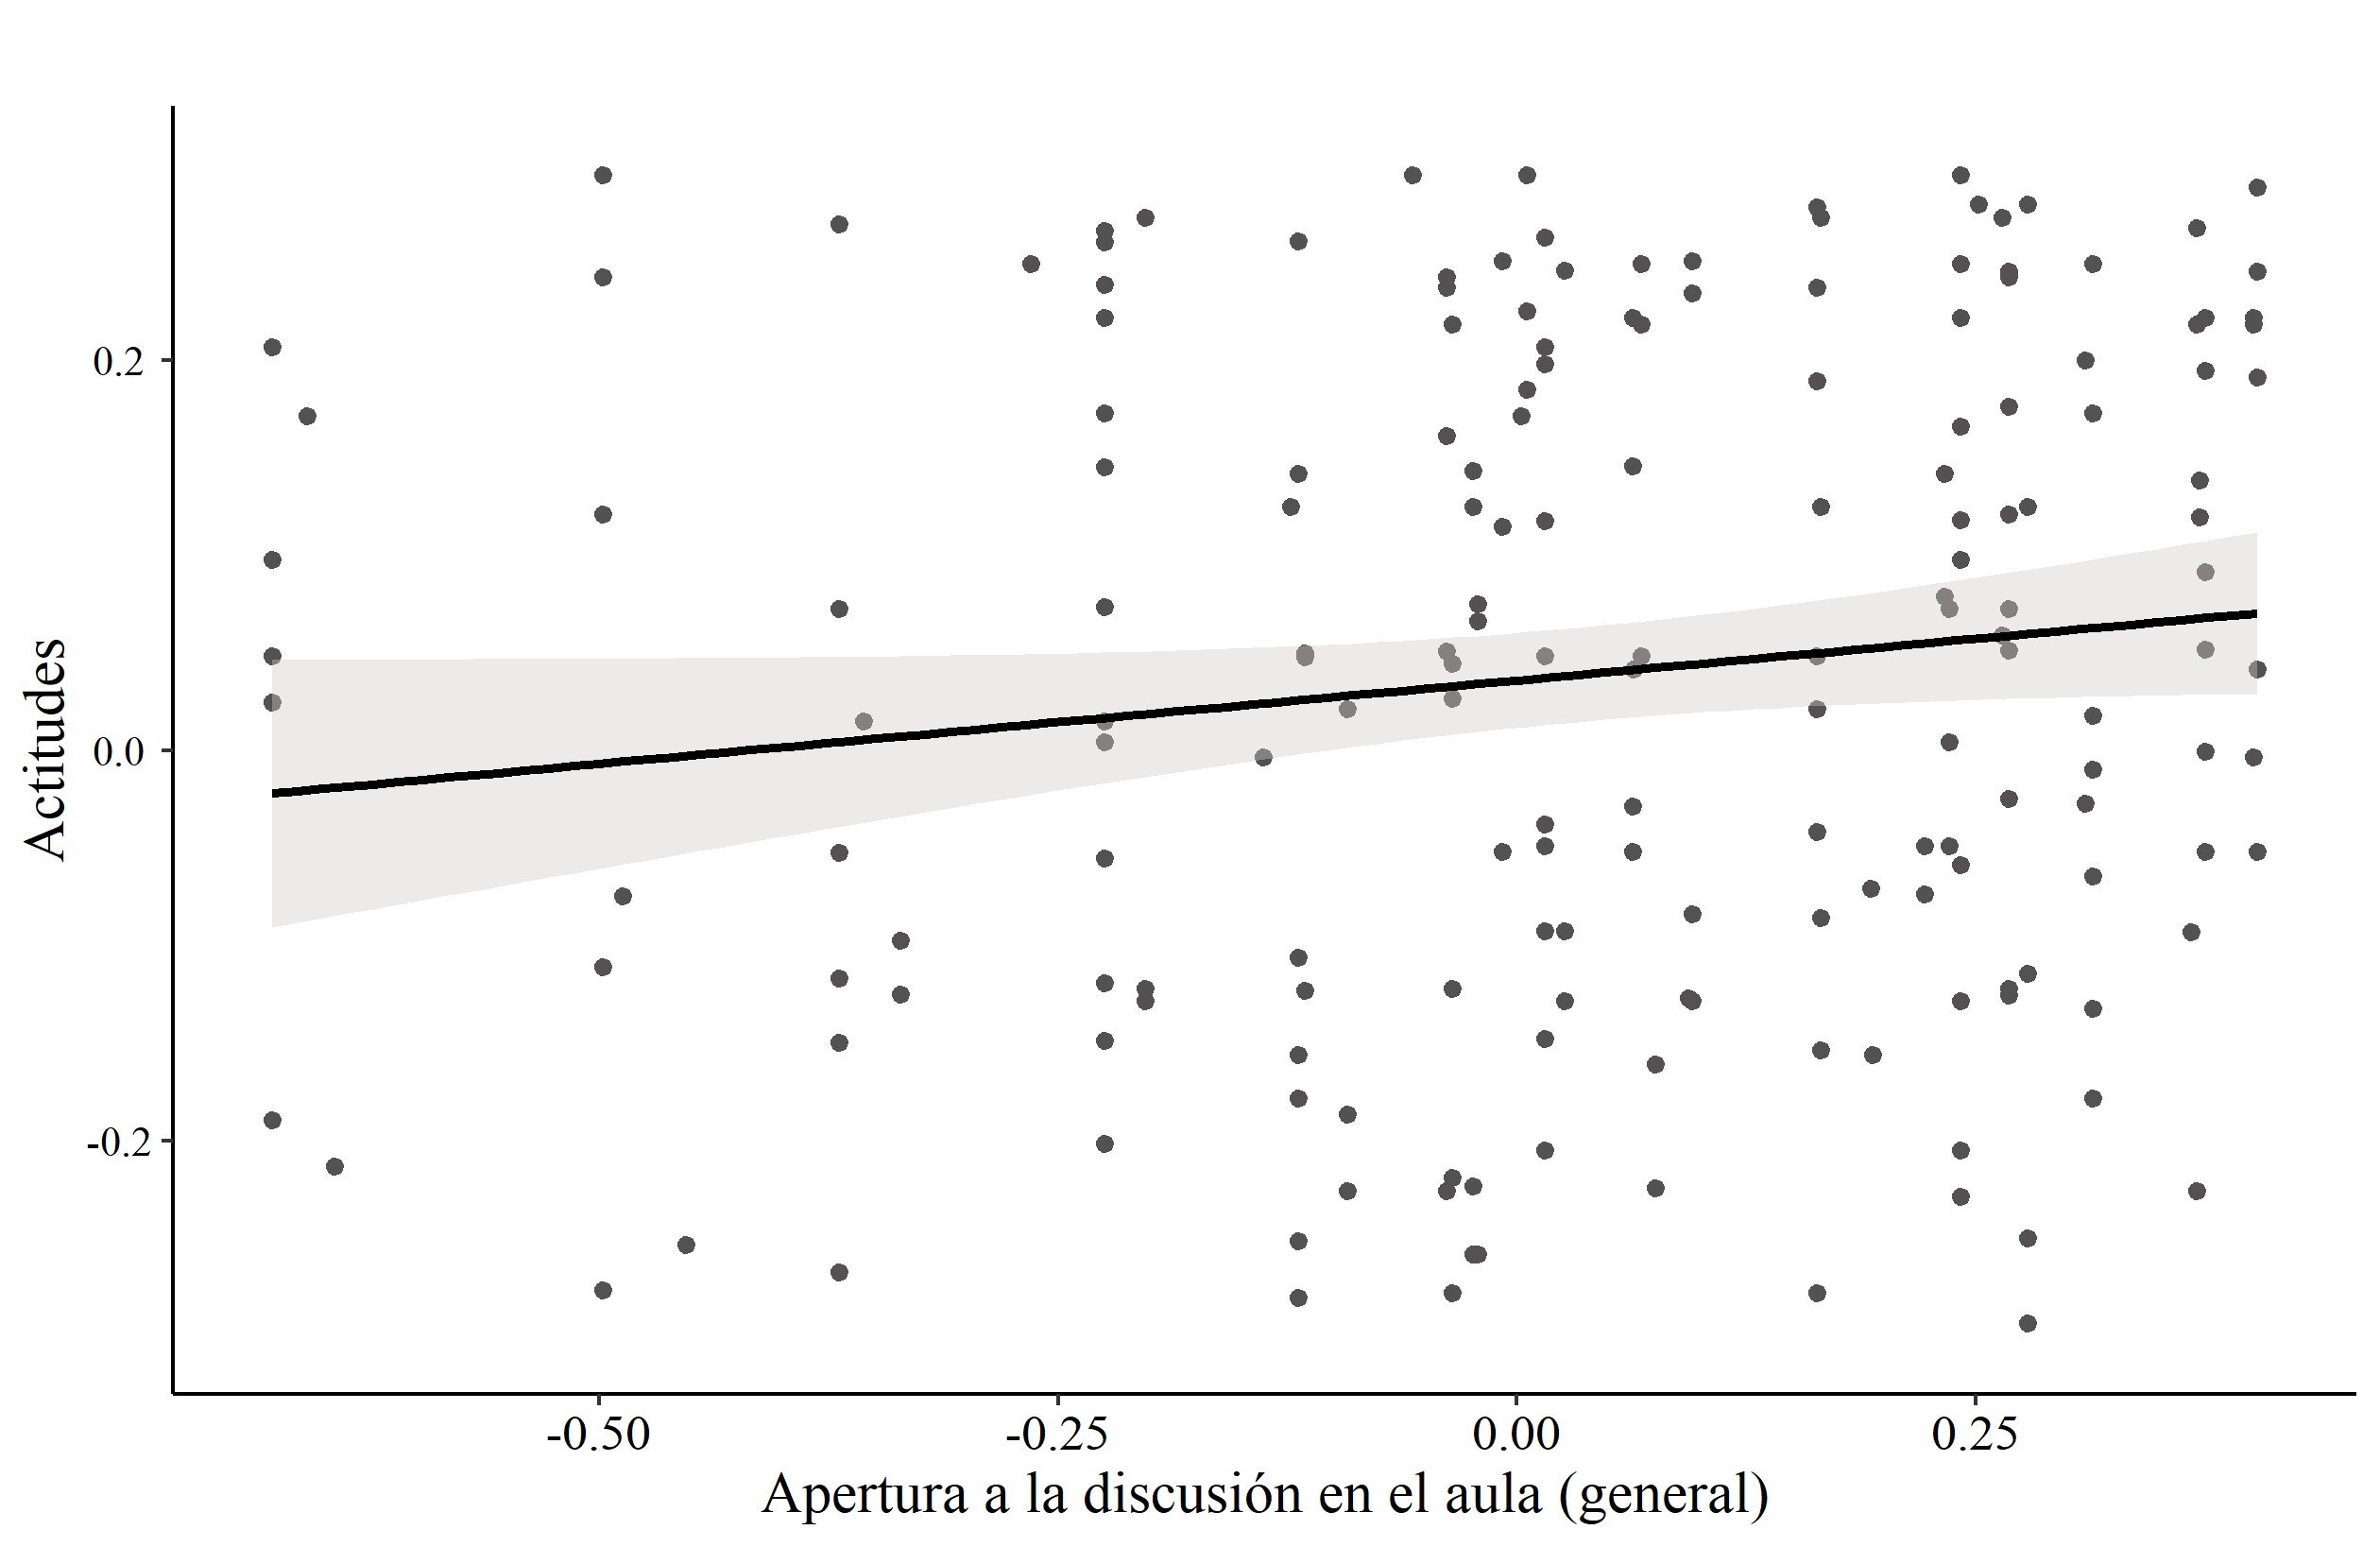 Actitudes
0.2
0.0
-0.2
-0.50 -0.25 0.00 0.25
Apertura a la discusión en el aula (general)